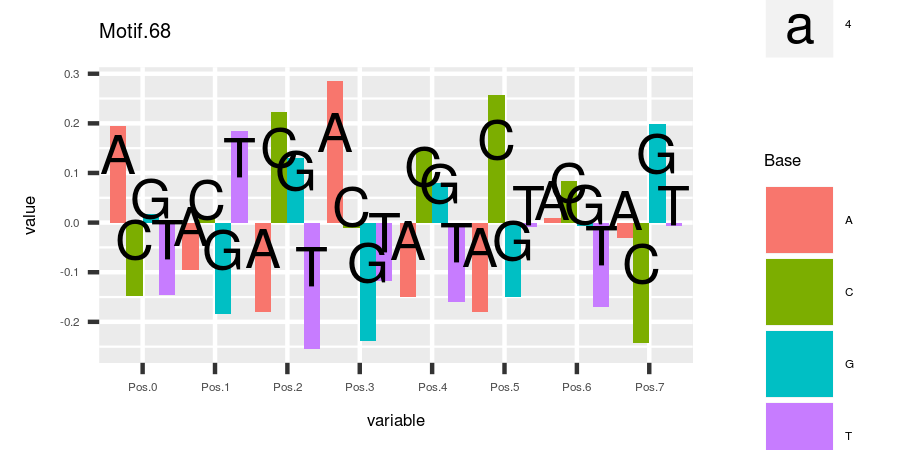 Motif.68
a
4
value
0.3
0.2
0.1
0.0
-0.1
-0.2
A C G T
A C G T
A C G T
A C G T
A C G T
A C G T
A C G T
A C G T
Pos.0 Pos.1 Pos.2 Pos.3 Pos.4 Pos.5 Pos.6 Pos.7
variable
Base
A
C
G
T